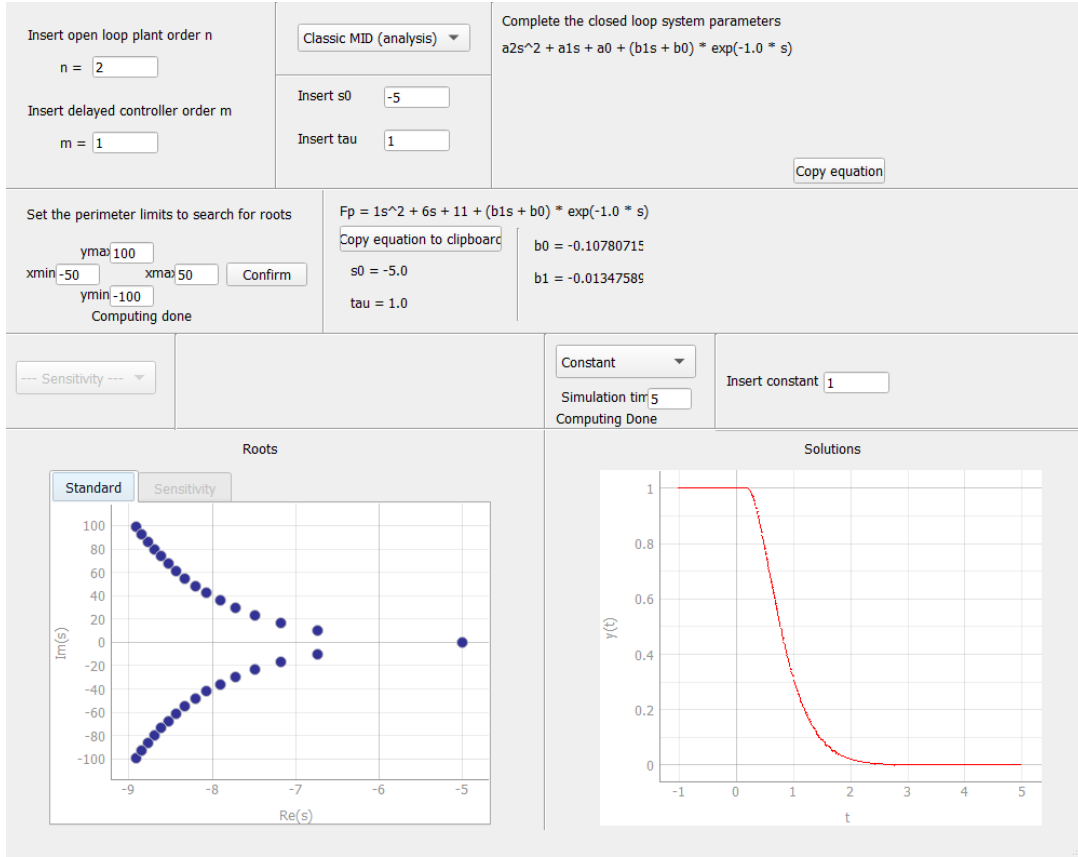 Insert open loop plant order n
n = 2
Insert delayed controller order m
m = 1
Classic MID (analysis)
Insert s0 -5
Insert tau 1
Complete the closed loop system parameters
a2s^2 + a1s + a0 + (b1s + b0) * exp(-1.0 * s)
Copy equation
Set the perimeter limits to search for roots
ymax 100
xmin -50 xmax 50 Confirm
ymin -100
Computing done
Fp = 1s^2 + 6s + 11 + (b1s + b0) * exp(-1.0 * s)
Copy equation to clipboard
s0 = -5.0
tau = 1.0
b0 = -0.10780715
b1 = -0.01347589
--- Sensitivity ---
Constant
Simulation tim 5
Computing Done
Insert constant 1
Roots
Standard Sensitivity
100
80
60
40
20
0
-20
-40
-60
-80
-100
Im(s)
-9 -8 -7 -6 -5
Re(s)
Solutions
1
0.8
0.6
0.4
0.2
0
y(t)
-1 0 1 2 3 4 5
t